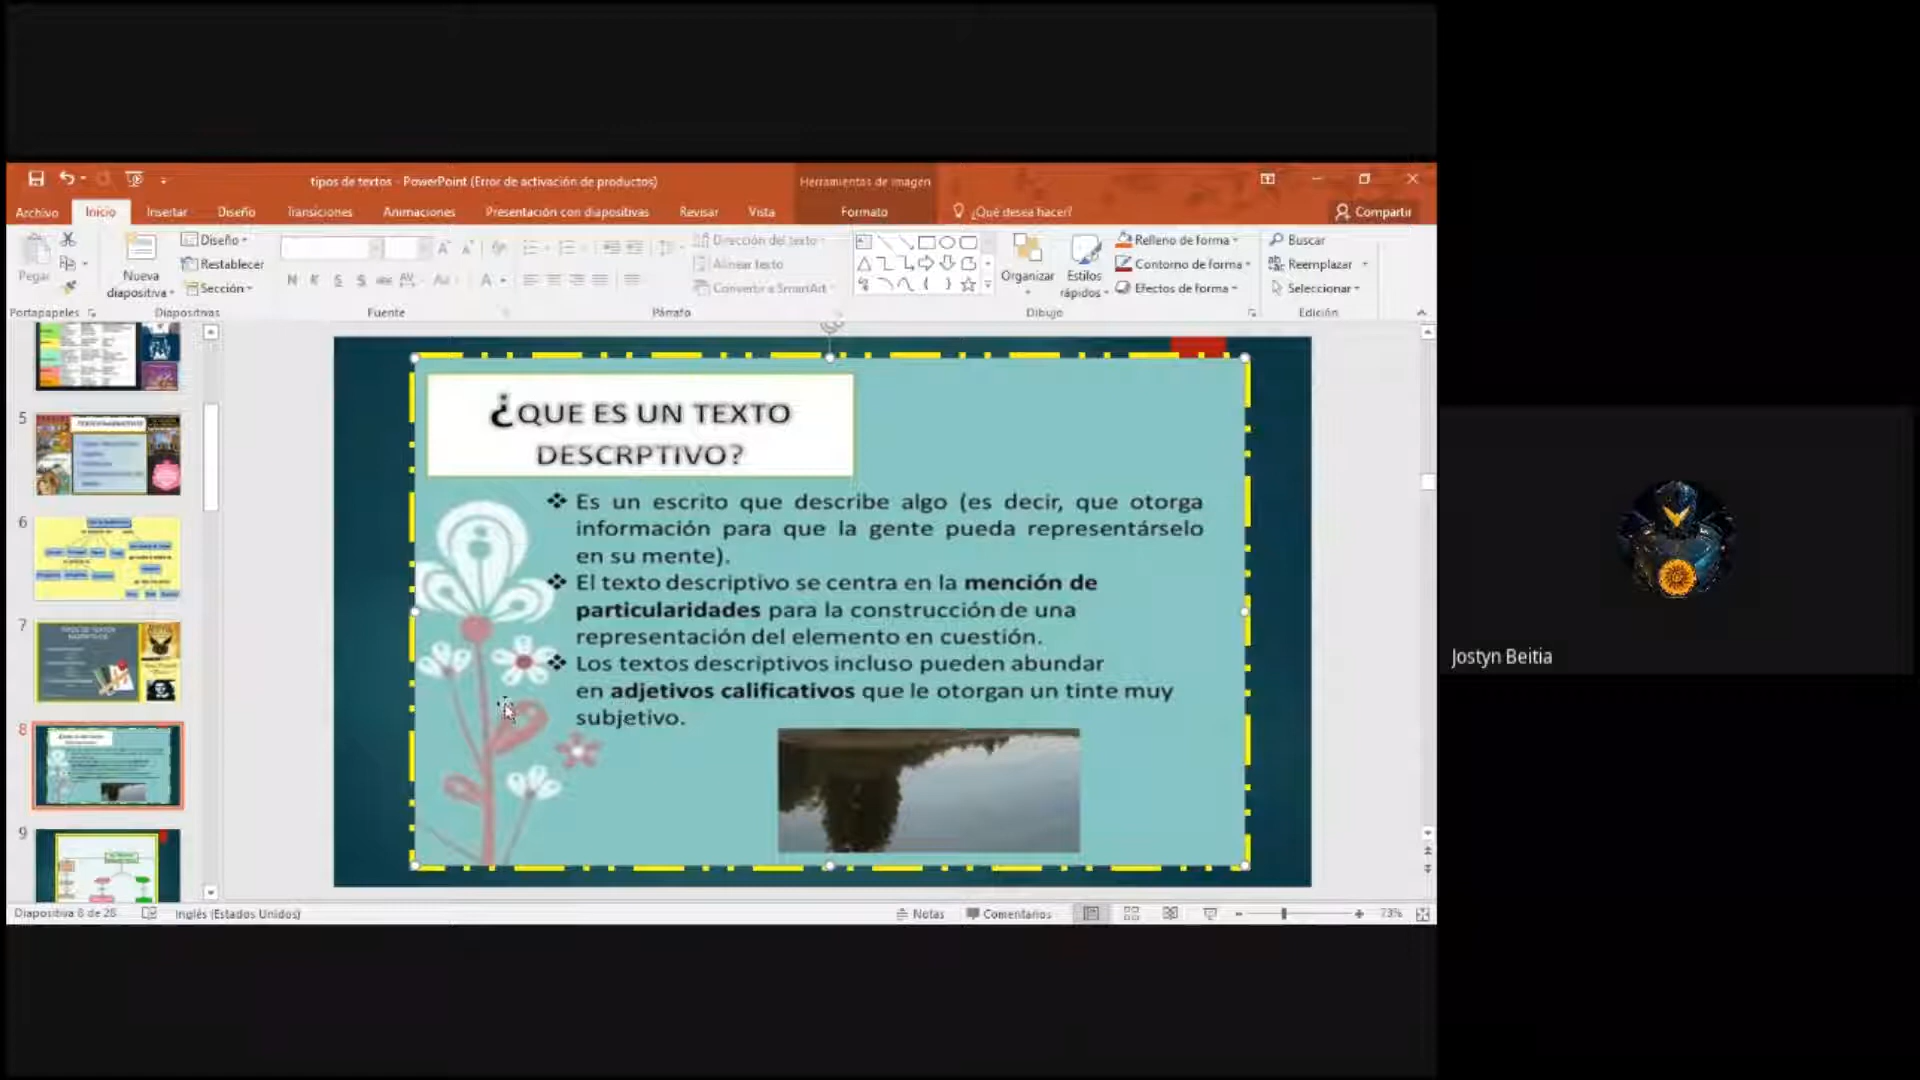 tipos de textos - PowerPoint (Error de activación de productos)
Herramientas de imagen
Archivo
Inicio
Insertar
Diseño
Transiciones
Animaciones
Presentación con diapositivas
Revisar
Vista
Formato
¿Qué desea hacer?
Compartir
Pegar
Nueva
diapositiva
Diseño
Restablecer
Sección
Dirección del texto
Alinear texto
Convertir a SmartArt
Organizar
Estilos
rápidos
Relleno de forma
Contorno de forma
Efectos de forma
Buscar
Reemplazar
Seleccionar
Portapapeles
Diapositivas
Fuente
Párrafo
Dibujo
Edición
5
6
7
8
9
¿QUE ES UN TEXTO
DESCRPTIVO?
❖ Es un escrito que describe algo (es decir, que otorga
información para que la gente pueda representárselo
en su mente).
❖ El texto descriptivo se centra en la mención de
particularidades para la construcción de una
representación del elemento en cuestión.
❖ Los textos descriptivos incluso pueden abundar
en adjetivos calificativos que le otorgan un tinte muy
subjetivo.
Jostyn Beitia
Diapositiva 8 de 28
Inglés (Estados Unidos)
Notas
Comentarios
73%